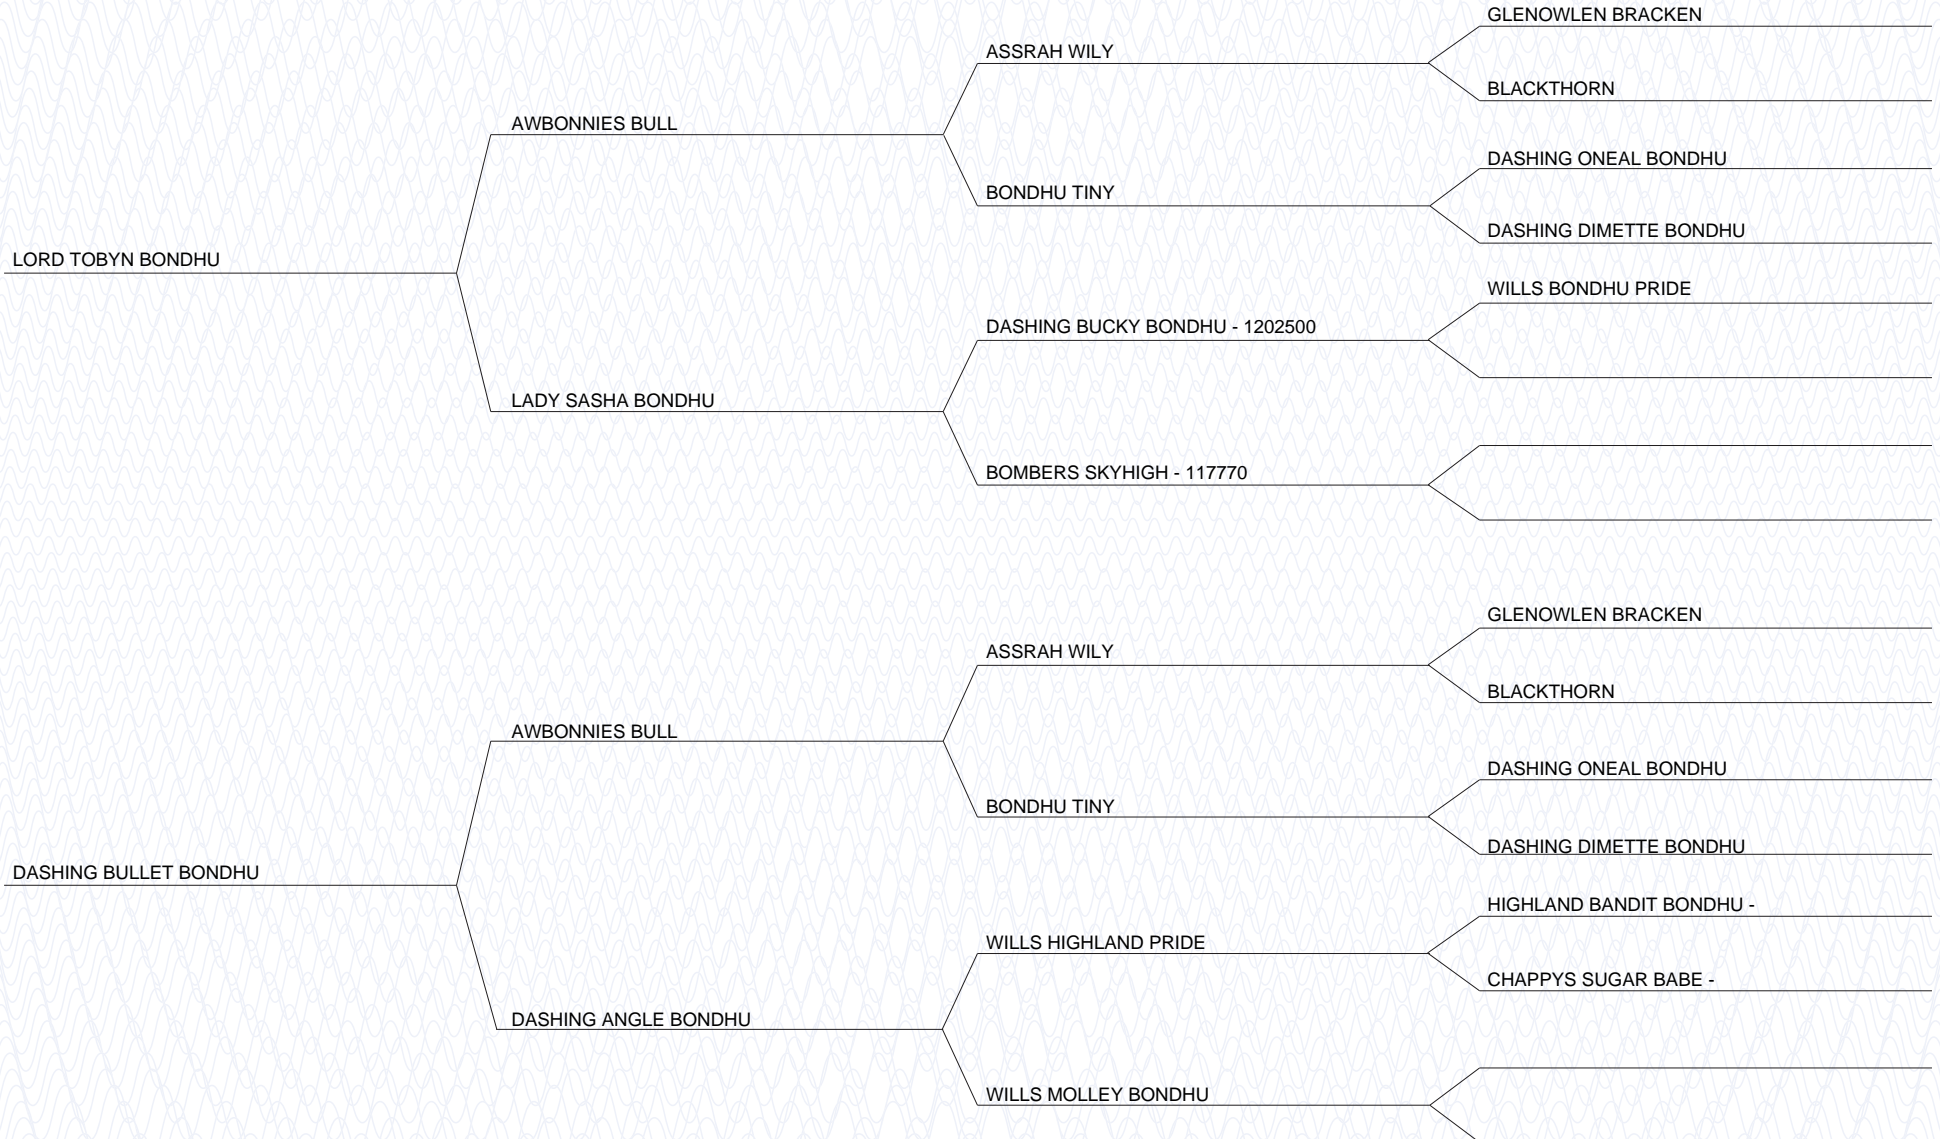 GLENOWLEN BRACKEN
ASSRAH WILY
BLACKTHORN
AWBONNIES BULL
DASHING ONEAL BONDHU
BONDHU TINY
DASHING DIMETTE BONDHU
LORD TOBYN BONDHU
WILLS BONDHU PRIDE
DASHING BUCKY BONDHU - 1202500
LADY SASHA BONDHU
BOMBERS SKYHIGH - 117770
GLENOWLEN BRACKEN
ASSRAH WILY
BLACKTHORN
AWBONNIES BULL
DASHING ONEAL BONDHU
BONDHU TINY
DASHING DIMETTE BONDHU
DASHING BULLET BONDHU
HIGHLAND BANDIT BONDHU -
WILLS HIGHLAND PRIDE
CHAPPYS SUGAR BABE -
DASHING ANGLE BONDHU
WILLS MOLLEY BONDHU